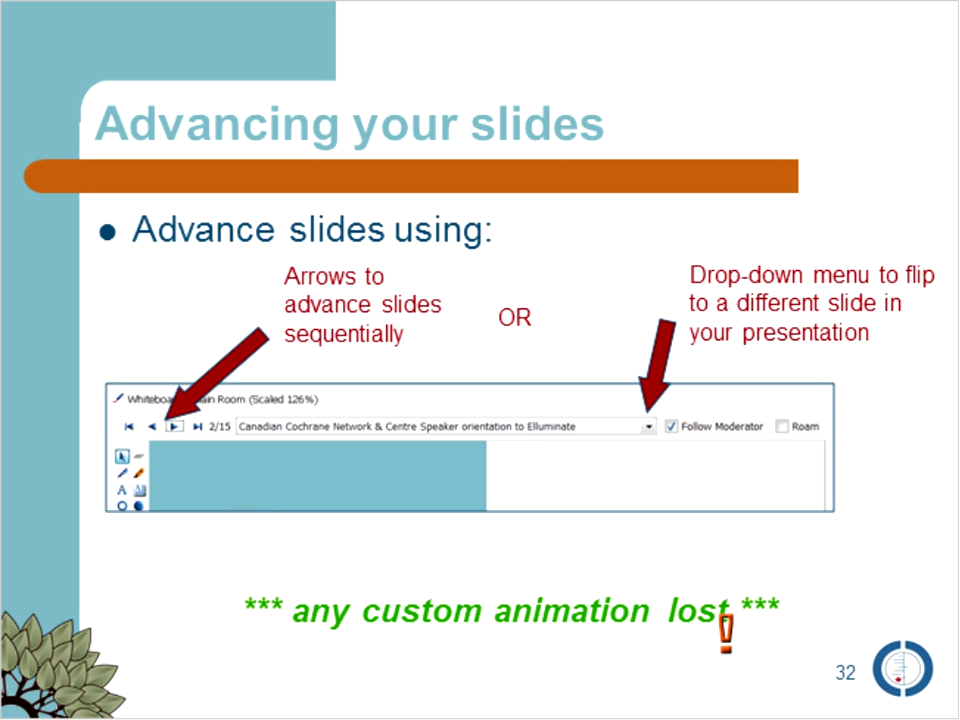 Advancing your slides
Advance slides using:
Arrows to
advance slides
sequentially
OR
Drop-down menu to flip
to a different slide in
your presentation
Room (Scaled 126%)
2/15 Canadian Cochrane Network & Centre Speaker orientation to Elluminate
Follow Moderator
Roam
A
*** any custom animation lost ***
!
32